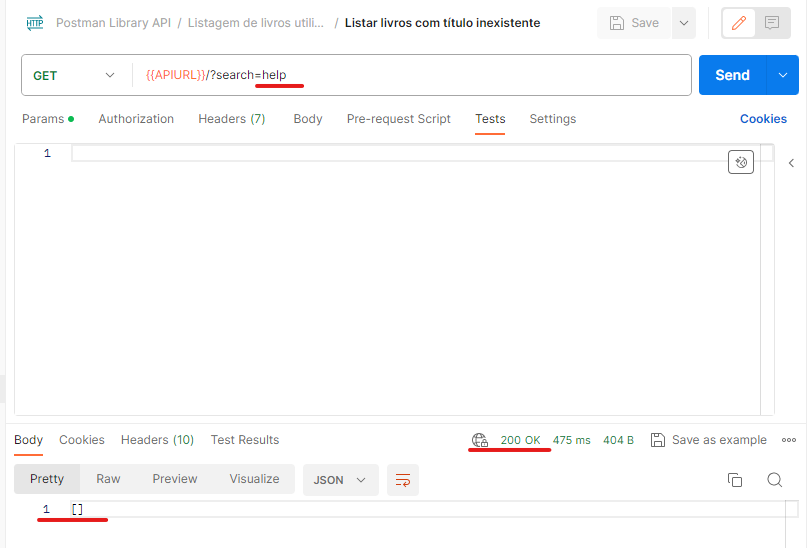 HTTP Postman Library API / Listagem de livros utili... / Listar livros com título inexistente Save
GET {{APIURL}}/?search=help Send
Params Authorization Headers (7) Body Pre-request Script Tests Settings Cookies
1
Body Cookies Headers (10) Test Results 200 OK 475 ms 404 B Save as example
Pretty Raw Preview Visualize JSON
1 []